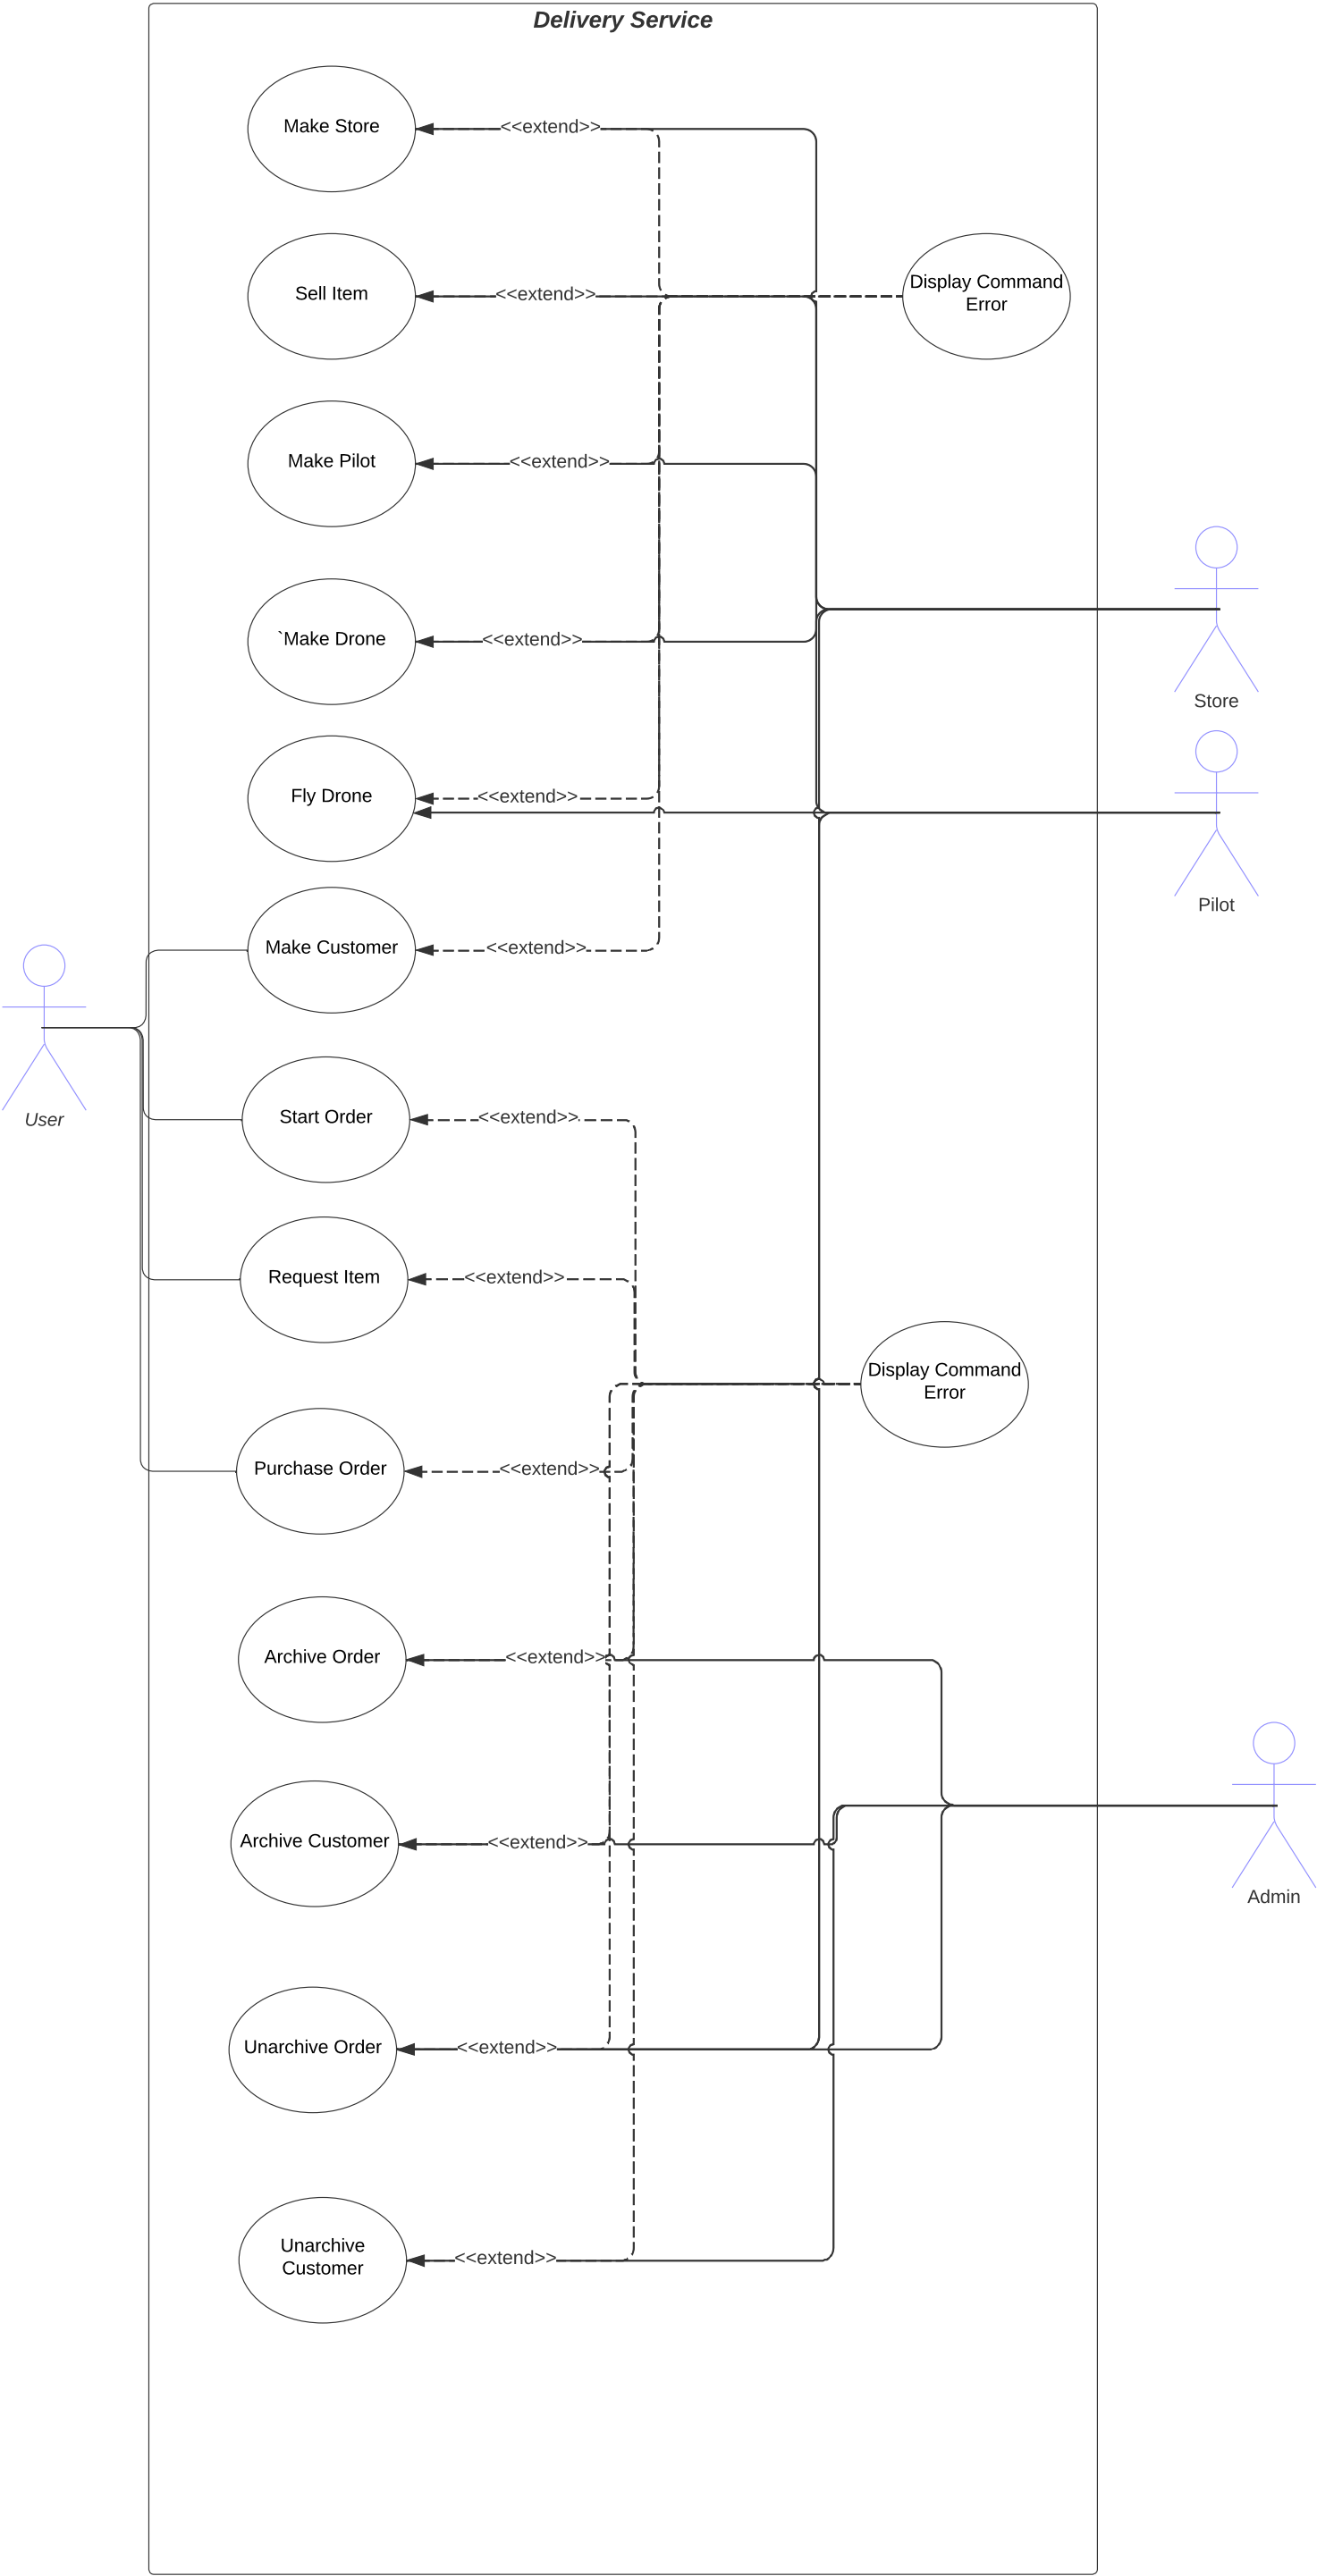 Delivery Service
Make Store
<<extend>>
Sell Item
<<extend>>
Display Command
Error
Make Pilot
<<extend>>
`Make Drone
<<extend>>
Store
Fly Drone
<<extend>>
Pilot
Make Customer
<<extend>>
User
Start Order
<<extend>>
Request Item
<<extend>>
Display Command
Error
Purchase Order
<<extend>>
Archive Order
<<extend>>
Archive Customer
<<extend>>
Admin
Unarchive Order
<<extend>>
Unarchive
Customer
<<extend>>